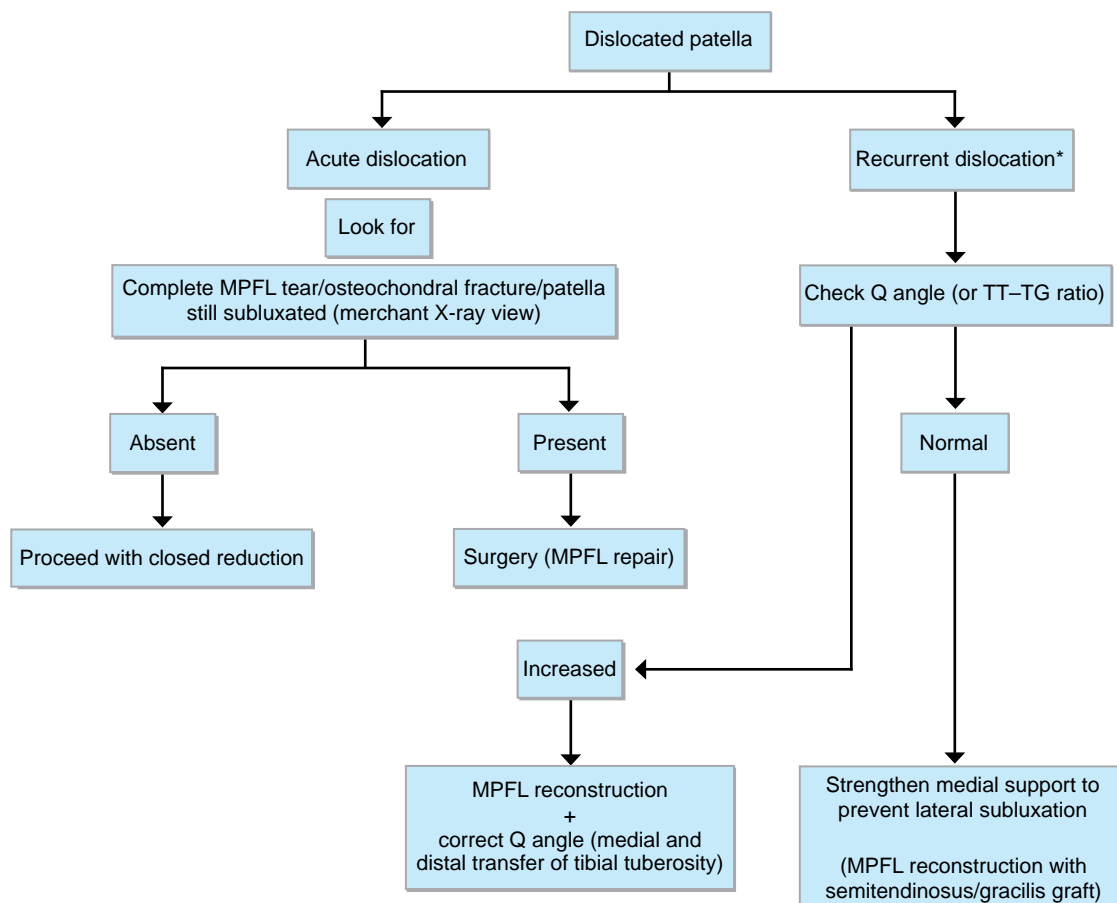 Dislocated patella
Acute dislocation
Recurrent dislocation*
Look for
Complete MPFL tear/osteochondral fracture/patella
still subluxated (merchant X-ray view)
Check Q angle (or TT–TG ratio)
Absent
Present
Normal
Proceed with closed reduction
Surgery (MPFL repair)
Increased
MPFL reconstruction
+
correct Q angle (medial and
distal transfer of tibial tuberosity)
Strengthen medial support to
prevent lateral subluxation
(MPFL reconstruction with
semitendinosus/gracilis graft)